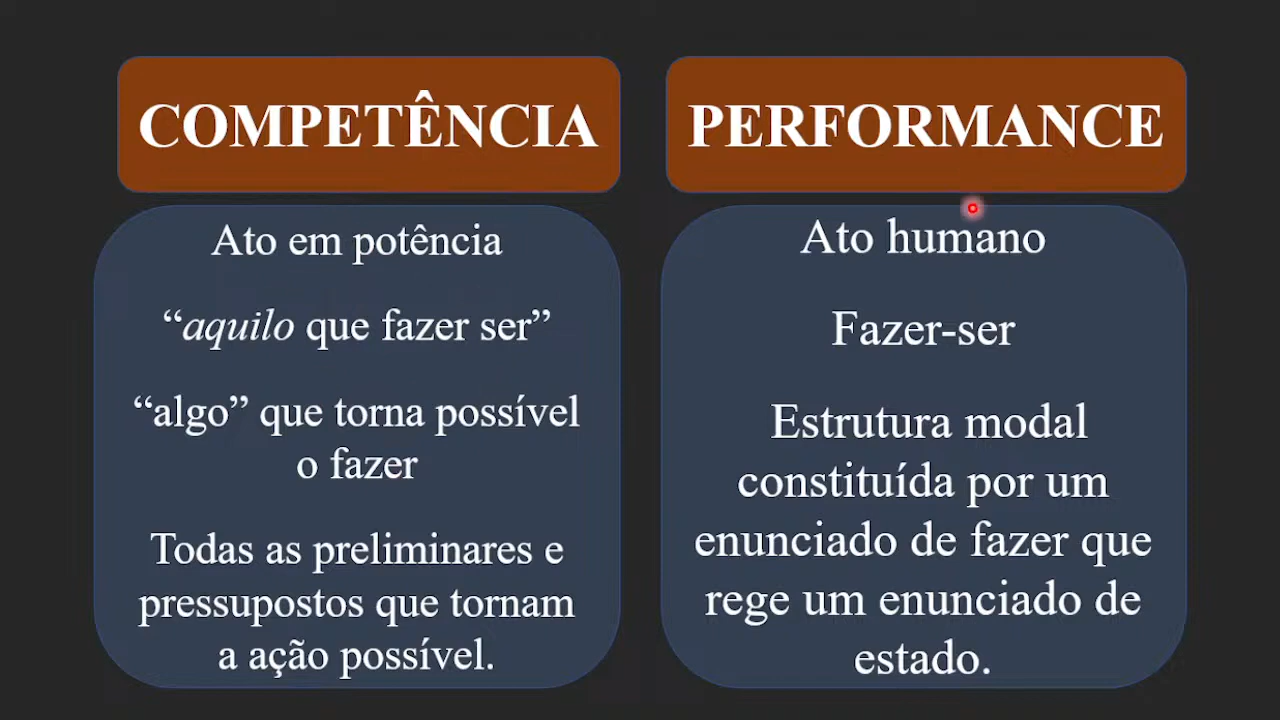 COMPETÊNCIA
Ato em potência
“aquilo que fazer ser”
“algo” que torna possível
o fazer
Todas as preliminares e
pressupostos que tornam
a ação possível.
PERFORMANCE
Ato humano
Fazer-ser
Estrutura modal
constituída por um
enunciado de fazer que
rege um enunciado de
estado.